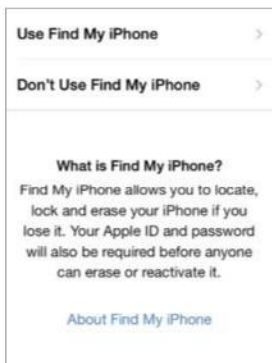 Use Find My iPhone
Don't Use Find My iPhone
What is Find My iPhone?
Find My iPhone allows you to locate,
lock and erase your iPhone if you
lose it. Your Apple ID and password
will also be required before anyone
can erase or reactivate it.
About Find My iPhone